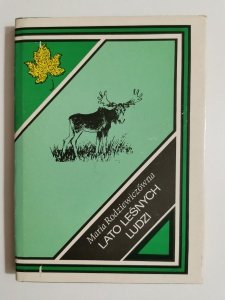 Maria Rodziewiczówna
LATO LEŚNYCH
LUDZI